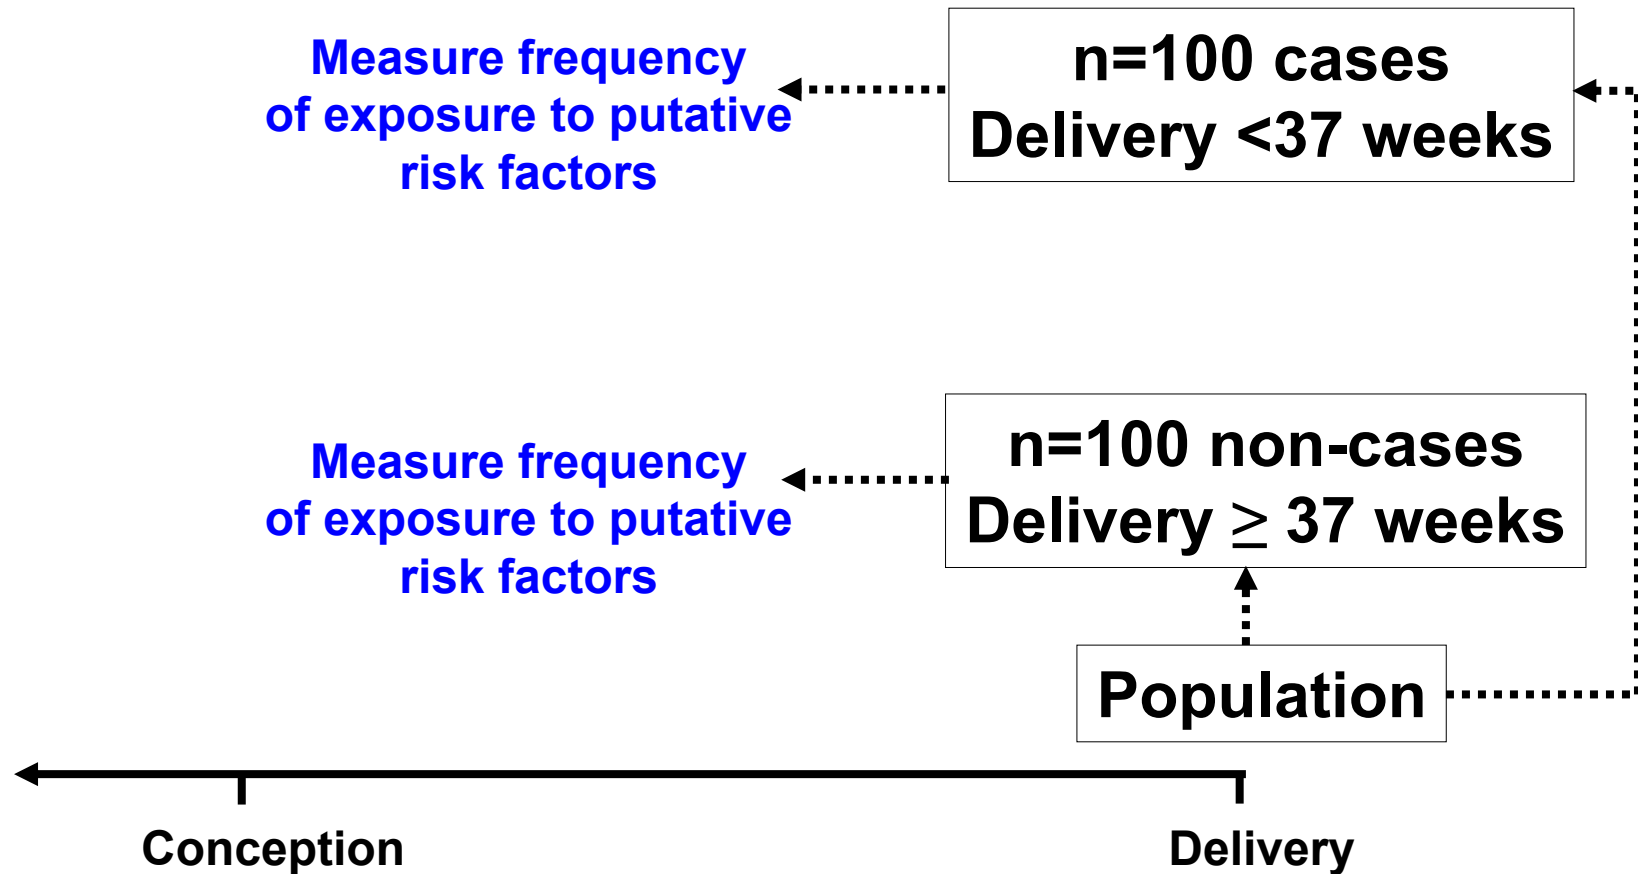 Measure frequency
of exposure to putative
risk factors
n=100 cases
Delivery <37 weeks
Measure frequency
of exposure to putative
risk factors
n=100 non-cases
Delivery ≥ 37 weeks
Population
Conception
Delivery